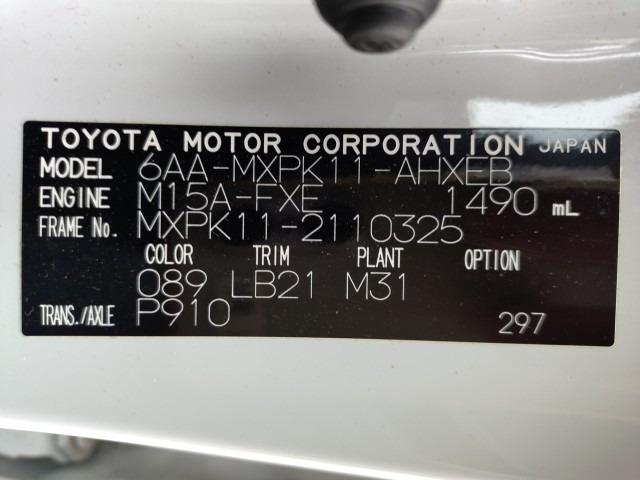 TOYOTA MOTOR CORPORATION JAPAN
MODEL 6AA-MXPK11-AHXEB
ENGINE M15A-FXE 1490 mL
FRAME No. MXPK11-2110325
COLOR TRIM PLANT OPTION
089 LB21 M31
TRANS./AXLE P910 297